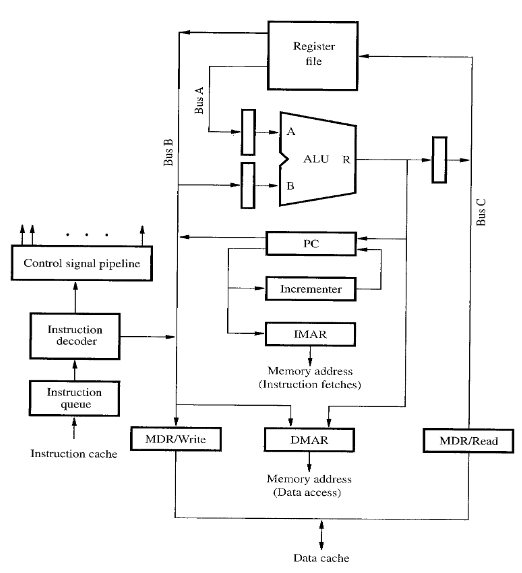 Register
file
Bus A
Bus B
A
ALU
R
B
Bus C
PC
Control signal pipeline
Incrementer
Instruction
decoder
IMAR
Memory address
(Instruction fetches)
Instruction
queue
MDR/Write
DMAR
MDR/Read
Instruction cache
Memory address
(Data access)
Data cache